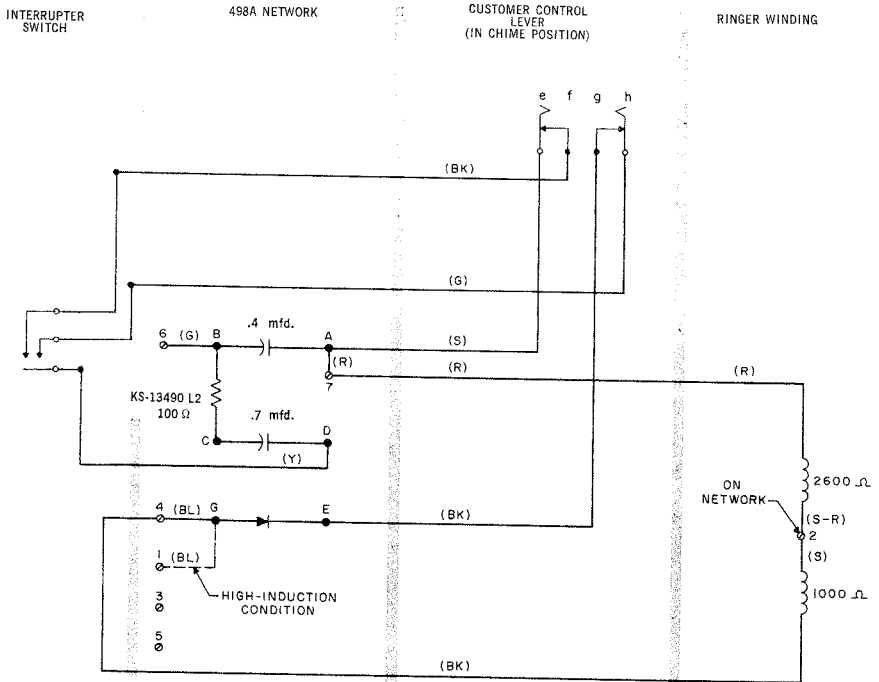 INTERRUPTER
SWITCH
498A NETWORK
CUSTOMER CONTROL
LEVER
(IN CHIME POSITION)
RINGER WINDING
e f g h
(BK)
(G)
6 (G) B .4 mfd. A (S)
(R) (R) (R)
7
KS-13490 L2
100 Ω
C .7 mfd. D
(Y)
2600 Ω
ON
NETWORK
(S-R)
2
(S)
4 (BL) G E (BK)
1 (BL)
1000 Ω
HIGH-INDUCTION
CONDITION
3
5
(BK)